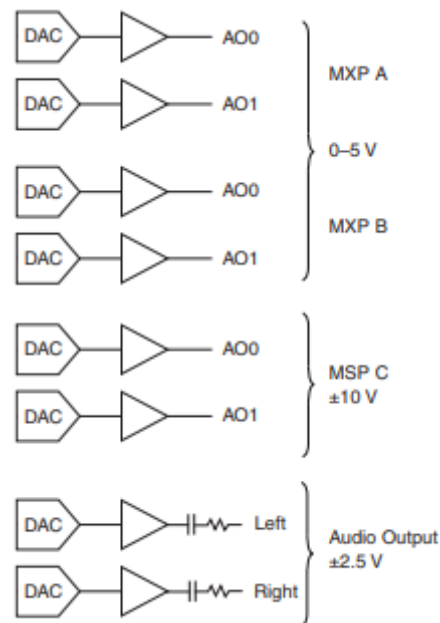 DAC AO0
DAC AO1
MXP A
0–5 V
DAC AO0
DAC AO1
MXP B
DAC AO0
DAC AO1
MSP C
±10 V
DAC Left
DAC Right
Audio Output
±2.5 V